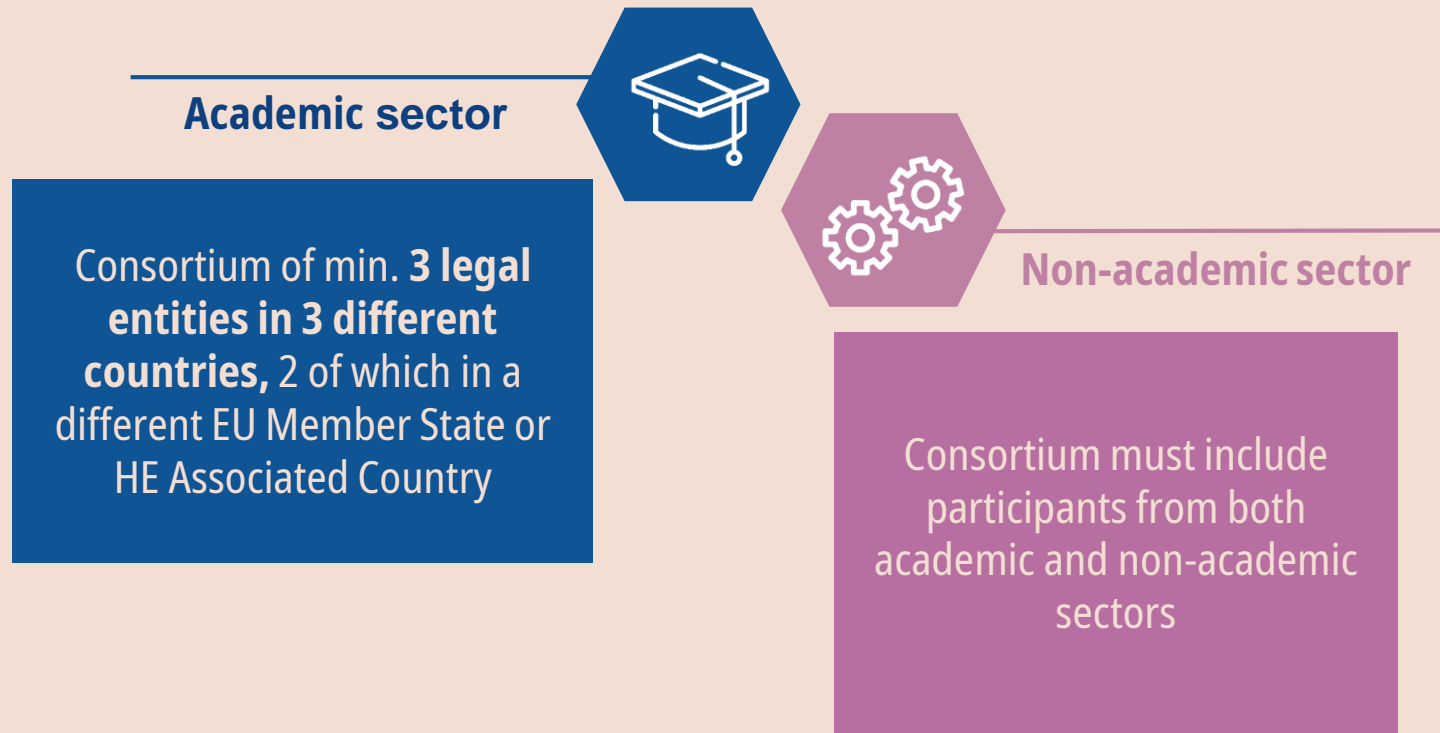 Academic sector
Consortium of min. 3 legal
entities in 3 different
countries, 2 of which in a
different EU Member State or
HE Associated Country
Non-academic sector
Consortium must include
participants from both
academic and non-academic
sectors